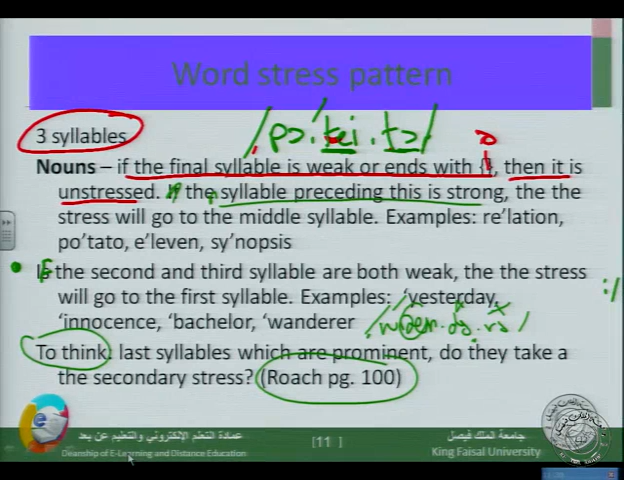 Word stress pattern
/pə.tei.tə/
3 syllables
ə
Nouns – if the final syllable is weak or ends with {}, then it is
unstressed. If the syllable preceding this is strong, the the
stress will go to the middle syllable. Examples: re'lation,
po'tato, e'leven, sy'nopsis
If the second and third syllable are both weak, the the stress
will go to the first syllable. Examples: 'yesterday,
'innocence, 'bachelor, 'wanderer
To think: last syllables which are prominent, do they take a
the secondary stress? (Roach pg. 100)
عمادة التعلم الإلكتروني والتعليم عن بعد
Deanship of E-Learning and Distance Education
[11]
جامعة الملك فيصل
King Faisal University